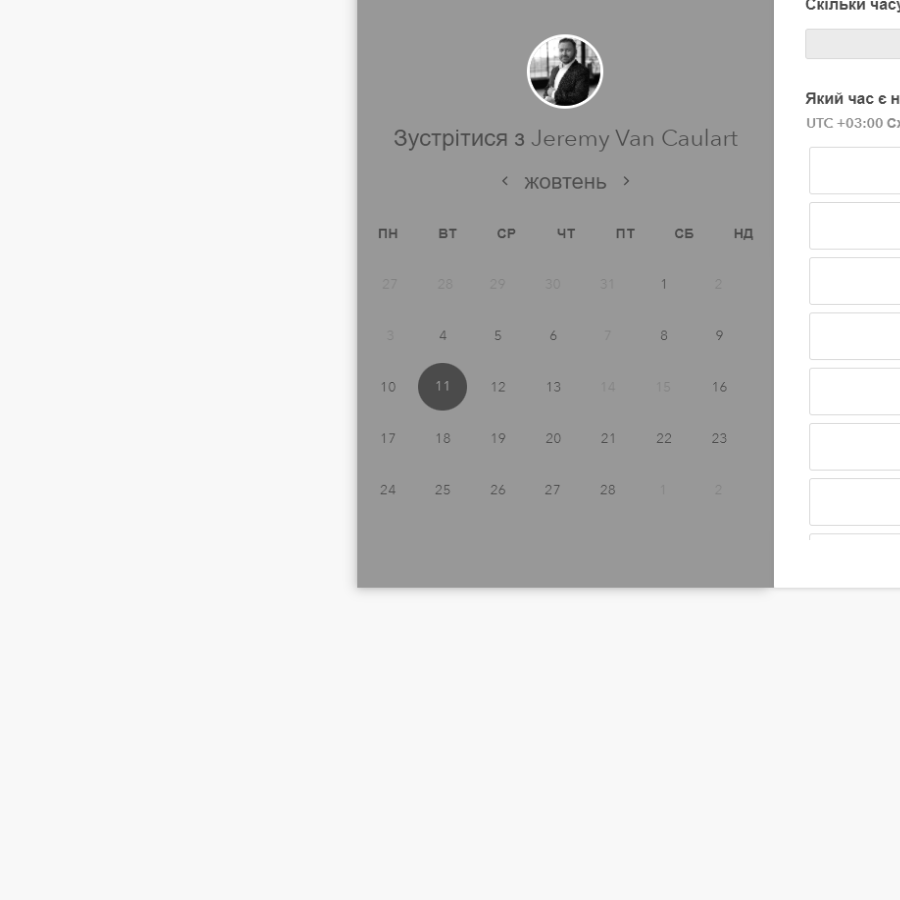 Зустрітися з Jeremy Van Caulart
жовтень
ПН ВТ СР ЧТ ПТ СБ НД
27 28 29 30 31 1 2
3 4 5 6 7 8 9
10 11 12 13 14 15 16
17 18 19 20 21 22 23
24 25 26 27 28 1 2
Скільки часу
Який час є н
UTC +03:00